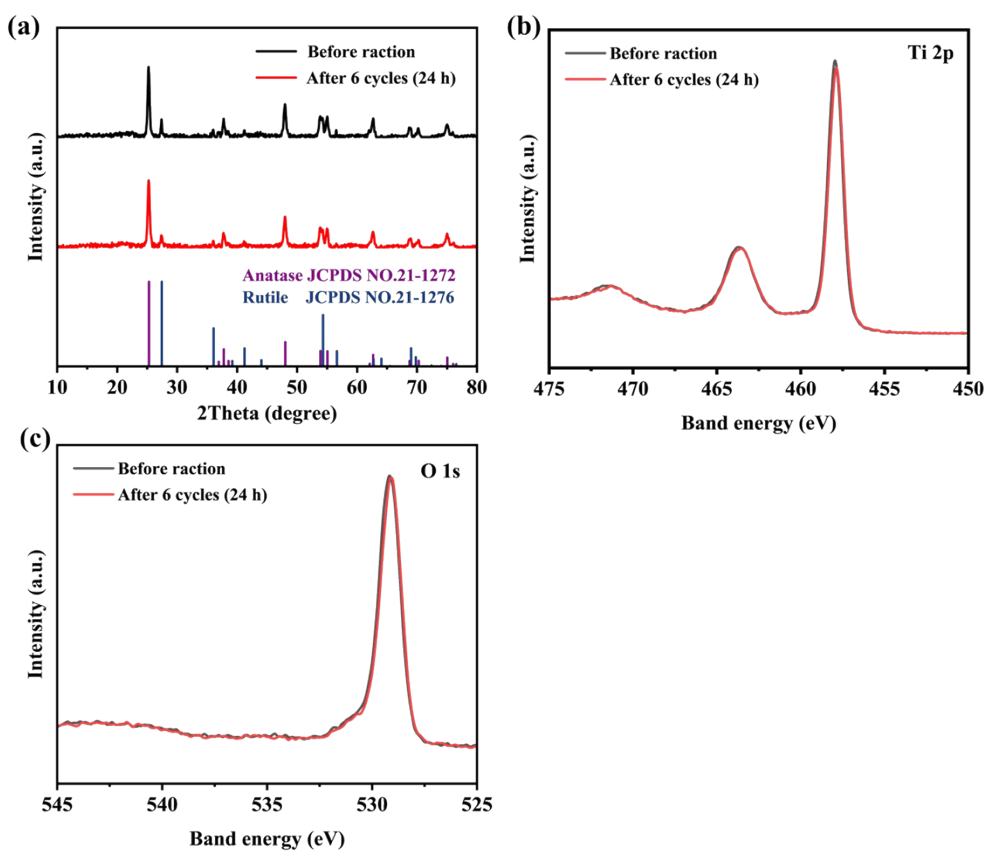 (a)
Before raction
After 6 cycles (24 h)
Intensity (a.u.)
Anatase JCPDS NO.21-1272
Rutile JCPDS NO.21-1276
10 20 30 40 50 60 70 80
2Theta (degree)
(b)
Before raction
After 6 cycles (24 h)
Ti 2p
Intensity (a.u.)
475 470 465 460 455 450
Band energy (eV)
(c)
Before raction
After 6 cycles (24 h)
O 1s
Intensity (a.u.)
545 540 535 529 525
Band energy (eV)